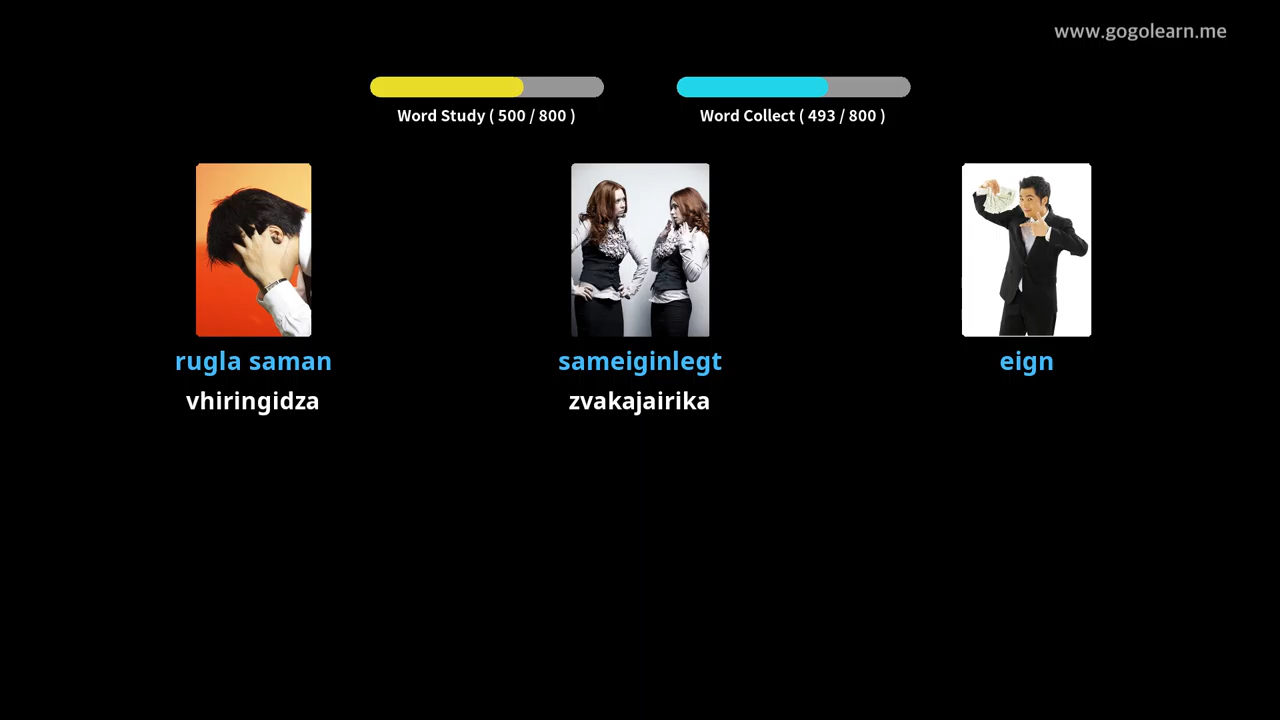 www.gogolearn.me
Word Study ( 500 / 800 )
Word Collect ( 493 / 800 )
rugla saman
sameiginlegt
eign
vhiringidza
zvakajairika